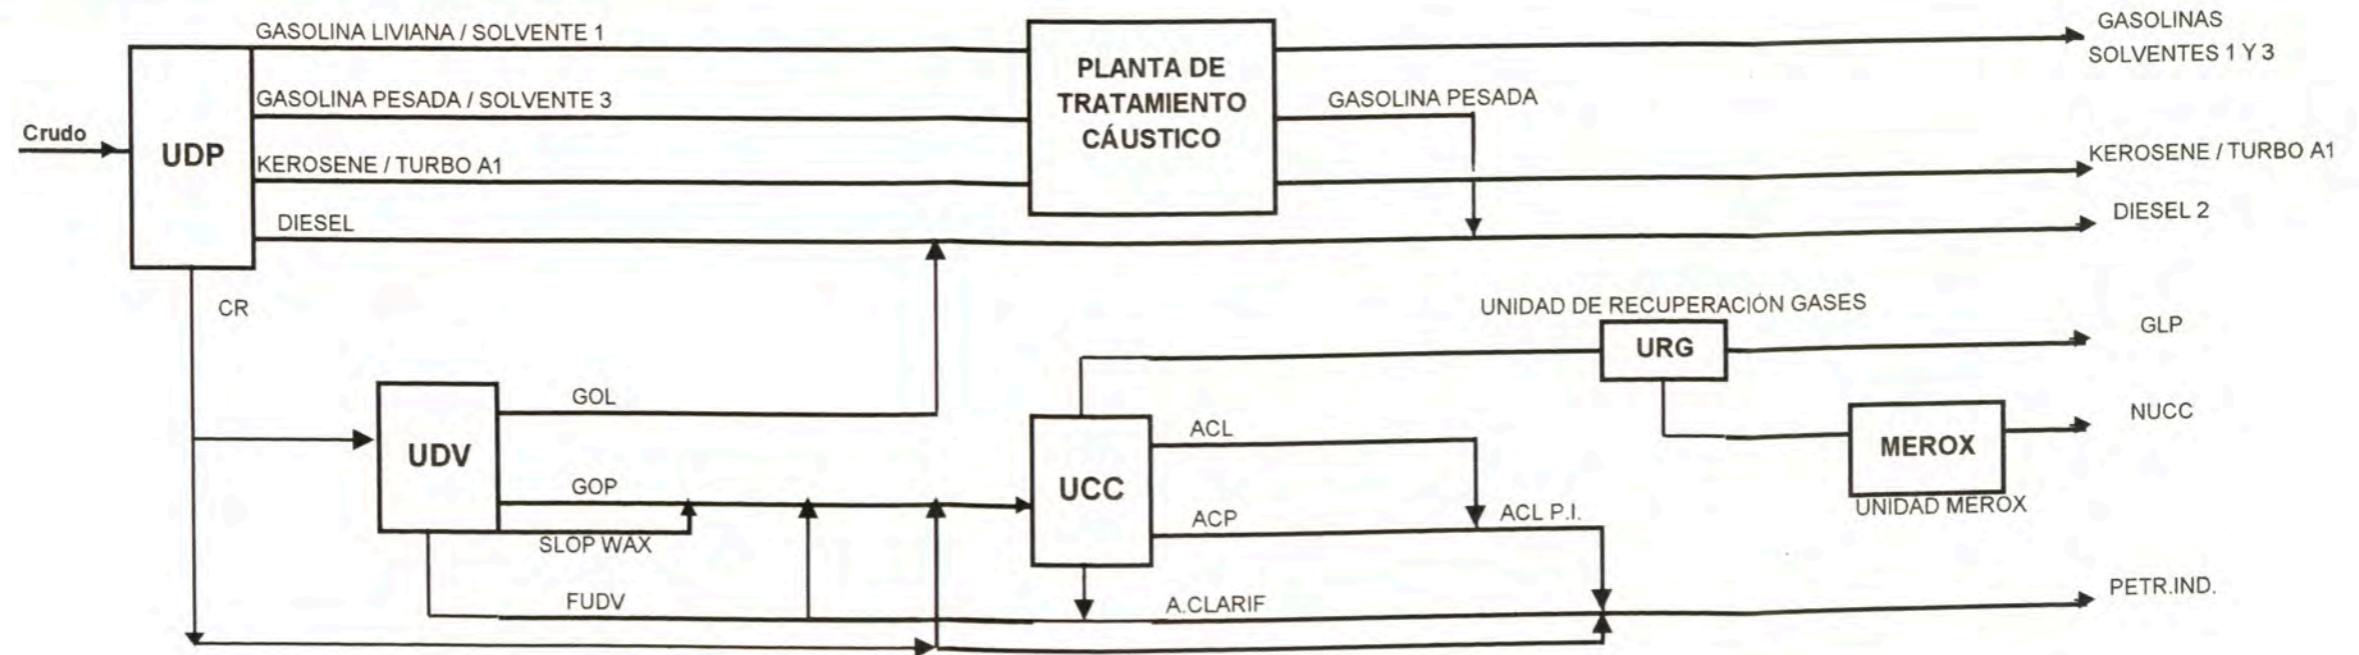 GASOLINA LIVIANA / SOLVENTE 1
GASOLINAS
SOLVENTES 1 Y 3
PLANTA DE
TRATAMIENTO
CÁUSTICO
GASOLINA PESADA / SOLVENTE 3
GASOLINA PESADA
Crudo
UDP
KEROSENE / TURBO A1
KEROSENE / TURBO A1
DIESEL
DIESEL 2
CR
UNIDAD DE RECUPERACIÓN GASES
URG
GLP
GOL
UDV
ACL
MEROX
NUCC
UNIDAD MEROX
GOP
UCC
SLOP WAX
ACP
ACL P.I.
FUDV
A.CLARIF
PETR.IND.